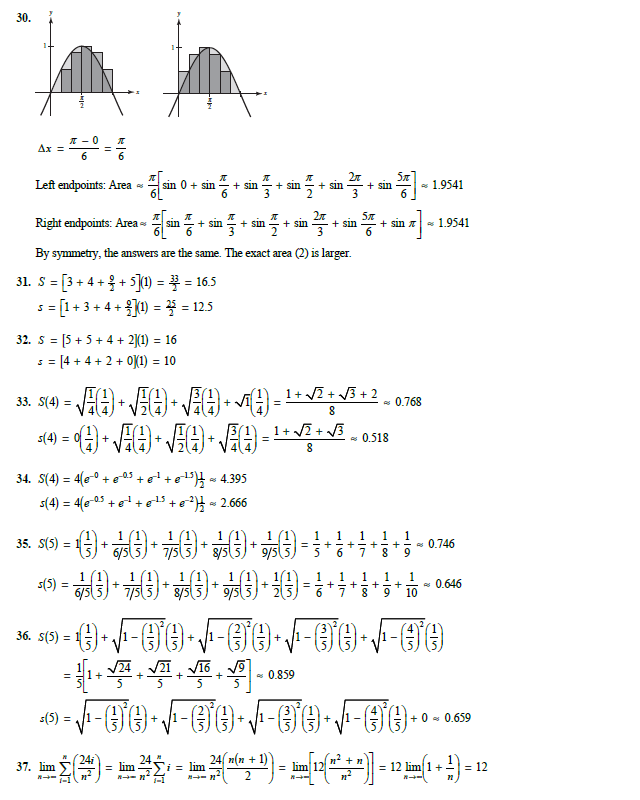 30.
y y
1 1
x x
π/2 π/2
Δx = (π − 0)/6 = π/6
Left endpoints: Area ≈ π/6[sin 0 + sin π/6 + sin π/3 + sin π/2 + sin 2π/3 + sin 5π/6] ≈ 1.9541
Right endpoints: Area ≈ π/6[sin π/6 + sin π/3 + sin π/2 + sin 2π/3 + sin 5π/6 + sin π] ≈ 1.9541
By symmetry, the answers are the same. The exact area (2) is larger.
31. S = [3 + 4 + 9/2 + 5](1) = 33/2 = 16.5
s = [1 + 3 + 4 + 9/2](1) = 25/2 = 12.5
32. S = [5 + 5 + 4 + 2](1) = 16
s = [4 + 4 + 2 + 0](1) = 10
33. S(4) = √(1/4)(1/4) + √(1/2)(1/4) + √(3/4)(1/4) + √1(1/4) = (1 + √2 + √3 + 2)/8 ≈ 0.768
s(4) = 0(1/4) + √(1/4)(1/4) + √(1/2)(1/4) + √(3/4)(1/4) = (1 + √2 + √3)/8 ≈ 0.518
34. S(4) = 4(e^−0 + e^−0.5 + e^−1 + e^−1.5)1/2 ≈ 4.395
s(4) = 4(e^−0.5 + e^−1 + e^−1.5 + e^−2)1/2 ≈ 2.666
35. S(5) = 1(1/5) + 1/(6/5)(1/5) + 1/(7/5)(1/5) + 1/(8/5)(1/5) + 1/(9/5)(1/5) = 1/5 + 1/6 + 1/7 + 1/8 + 1/9 ≈ 0.746
s(5) = 1/(6/5)(1/5) + 1/(7/5)(1/5) + 1/(8/5)(1/5) + 1/(9/5)(1/5) + 1/2(1/5) = 1/6 + 1/7 + 1/8 + 1/9 + 1/10 ≈ 0.646
36. S(5) = 1(1/5) + √(1 − (1/5)²)(1/5) + √(1 − (2/5)²)(1/5) + √(1 − (3/5)²)(1/5) + √(1 − (4/5)²)(1/5)
= 1/5[1 + √24/5 + √21/5 + √16/5 + √9/5] ≈ 0.859
s(5) = √(1 − (1/5)²)(1/5) + √(1 − (2/5)²)(1/5) + √(1 − (3/5)²)(1/5) + √(1 − (4/5)²)(1/5) + 0 ≈ 0.659
37. lim n→∞ Σ i=1 n (24i/n²) = lim n→∞ 24/n² Σ i=1 n i = lim n→∞ 24/n²(n(n + 1)/2) = lim n→∞ [12((n² + n)/n²)] = 12 lim n→∞ (1 + 1/n) = 12